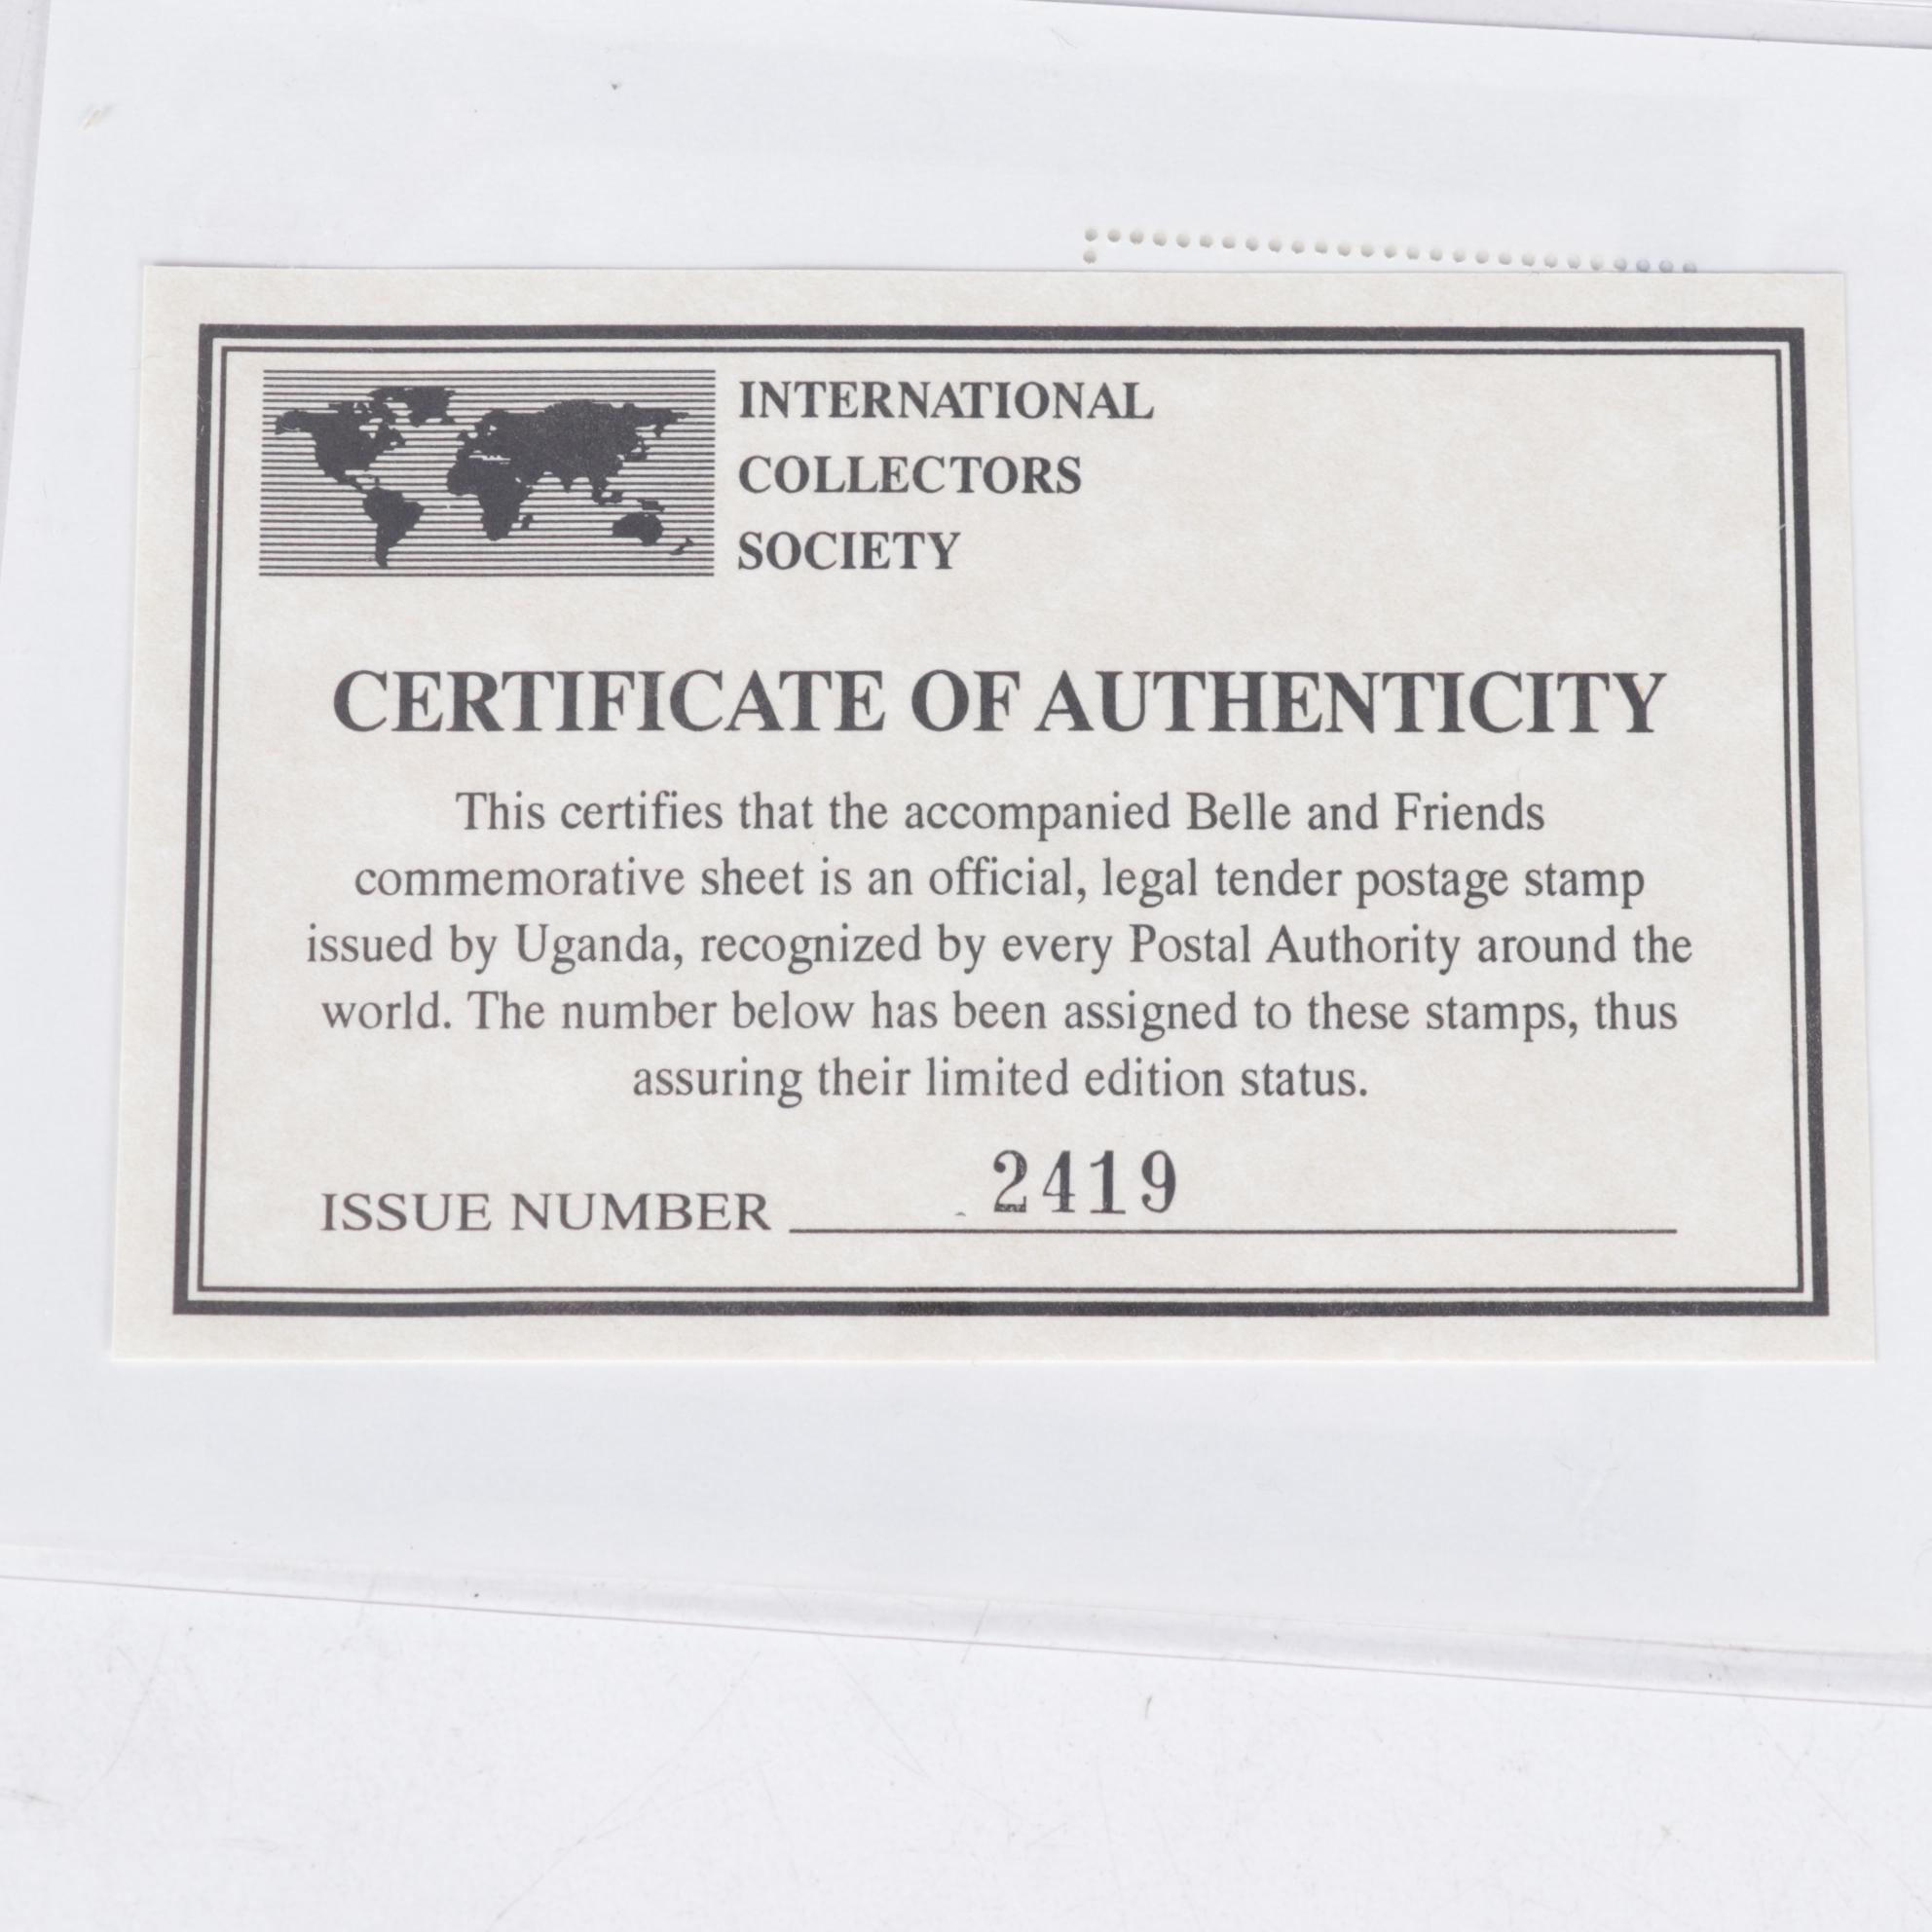 INTERNATIONAL
COLLECTORS
SOCIETY
CERTIFICATE OF AUTHENTICITY
This certifies that the accompanied Belle and Friends
commemorative sheet is an official, legal tender postage stamp
issued by Uganda, recognized by every Postal Authority around the
world. The number below has been assigned to these stamps, thus
assuring their limited edition status.
ISSUE NUMBER 2419